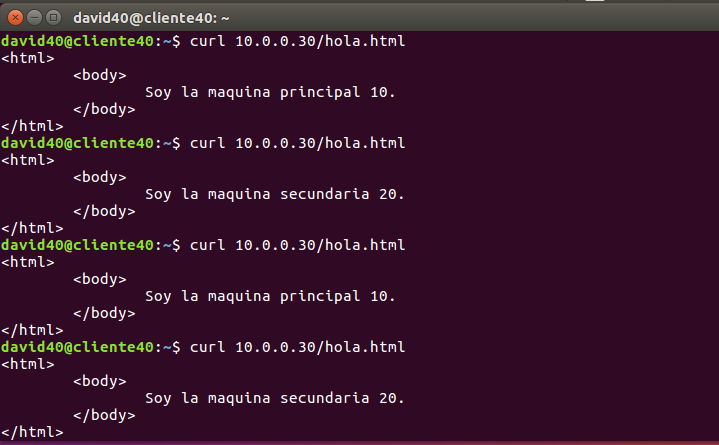 david40@cliente40: ~
david40@cliente40:~$ curl 10.0.0.30/hola.html
<html>
        <body>
                Soy la maquina principal 10.
        </body>
</html>
david40@cliente40:~$ curl 10.0.0.30/hola.html
<html>
        <body>
                Soy la maquina secundaria 20.
        </body>
</html>
david40@cliente40:~$ curl 10.0.0.30/hola.html
<html>
        <body>
                Soy la maquina principal 10.
        </body>
</html>
david40@cliente40:~$ curl 10.0.0.30/hola.html
<html>
        <body>
                Soy la maquina secundaria 20.
        </body>
</html>